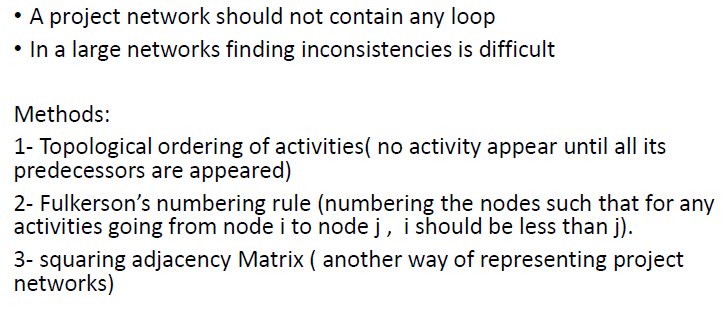 • A project network should not contain any loop
• In a large networks finding inconsistencies is difficult
Methods:
1- Topological ordering of activities( no activity appear until all its
predecessors are appeared)
2- Fulkerson’s numbering rule (numbering the nodes such that for any
activities going from node i to node j , i should be less than j).
3- squaring adjacency Matrix ( another way of representing project
networks)